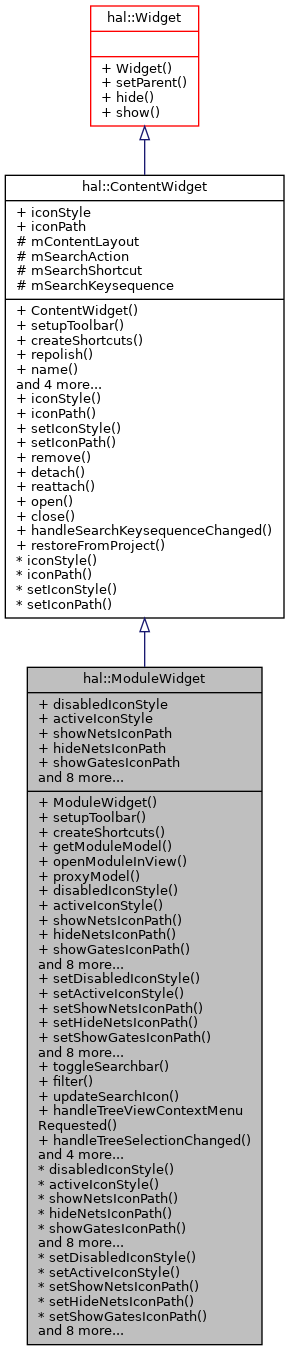 hal::Widget
+ Widget()
+ setParent()
+ hide()
+ show()
hal::ContentWidget
+ iconStyle
+ iconPath
# mContentLayout
# mSearchAction
# mSearchShortcut
# mSearchKeysequence
+ ContentWidget()
+ setupToolbar()
+ createShortcuts()
+ repolish()
+ name()
and 4 more...
+ iconStyle()
+ iconPath()
+ setIconStyle()
+ setIconPath()
+ remove()
+ detach()
+ reattach()
+ open()
+ close()
+ handleSearchKeysequenceChanged()
+ restoreFromProject()
* iconStyle()
* iconPath()
* setIconStyle()
* setIconPath()
hal::ModuleWidget
+ disabledIconStyle
+ activeIconStyle
+ showNetsIconPath
+ hideNetsIconPath
+ showGatesIconPath
and 8 more...
+ ModuleWidget()
+ setupToolbar()
+ createShortcuts()
+ getModuleModel()
+ openModuleInView()
+ proxyModel()
+ disabledIconStyle()
+ activeIconStyle()
+ showNetsIconPath()
+ hideNetsIconPath()
+ showGatesIconPath()
and 8 more...
+ setDisabledIconStyle()
+ setActiveIconStyle()
+ setShowNetsIconPath()
+ setHideNetsIconPath()
+ setShowGatesIconPath()
and 8 more...
+ toggleSearchbar()
+ filter()
+ updateSearchIcon()
+ handleTreeViewContextMenu
Requested()
+ handleTreeSelectionChanged()
and 4 more...
* disabledIconStyle()
* activeIconStyle()
* showNetsIconPath()
* hideNetsIconPath()
* showGatesIconPath()
and 8 more...
* setDisabledIconStyle()
* setActiveIconStyle()
* setShowNetsIconPath()
* setHideNetsIconPath()
* setShowGatesIconPath()
and 8 more...